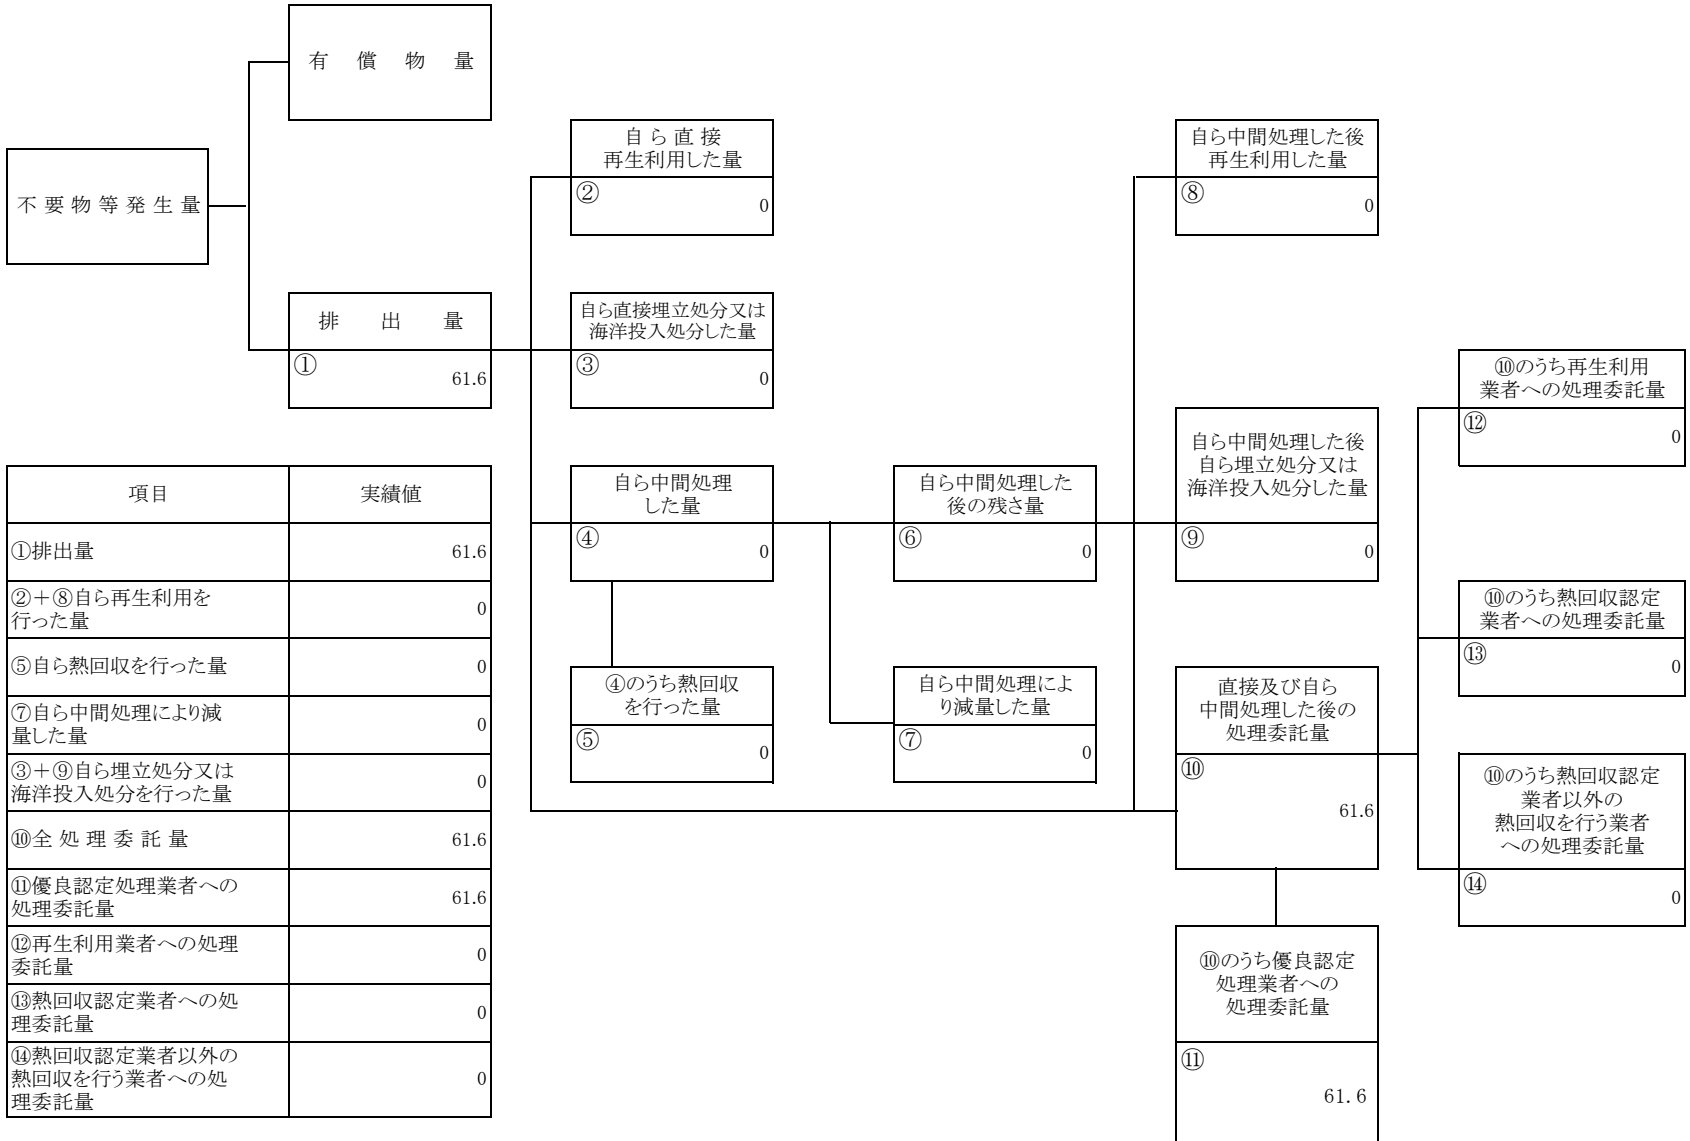 有償物量
不要物等発生量
排出量
①
61.6
自ら直接
再生利用した量
②
0
自ら直接埋立処分又は
海洋投入処分した量
③
0
自ら中間処理
した量
④
0
④のうち熱回収
を行った量
⑤
0
自ら中間処理した
後の残さ量
⑥
0
自ら中間処理によ
り減量した量
⑦
0
自ら中間処理した後
再生利用した量
⑧
0
自ら中間処理した後
自ら埋立処分又は
海洋投入処分した量
⑨
0
直接及び自ら
中間処理した後の
処理委託量
⑩
61.6
⑩のうち優良認定
処理業者への
処理委託量
⑪
61.6
⑩のうち再生利用
業者への処理委託量
⑫
0
⑩のうち熱回収認定
業者への処理委託量
⑬
0
⑩のうち熱回収認定
業者以外の
熱回収を行う業者
への処理委託量
⑭
0
項目 実績値
①排出量 61.6
②＋⑧自ら再生利用を
行った量 0
⑤自ら熱回収を行った量 0
⑦自ら中間処理により減
量した量 0
③＋⑨自ら埋立処分又は
海洋投入処分を行った量 0
⑩全処理委託量 61.6
⑪優良認定処理業者への
処理委託量 61.6
⑫再生利用業者への処理
委託量 0
⑬熱回収認定業者への処
理委託量 0
⑭熱回収認定業者以外の
熱回収を行う業者への処
理委託量 0